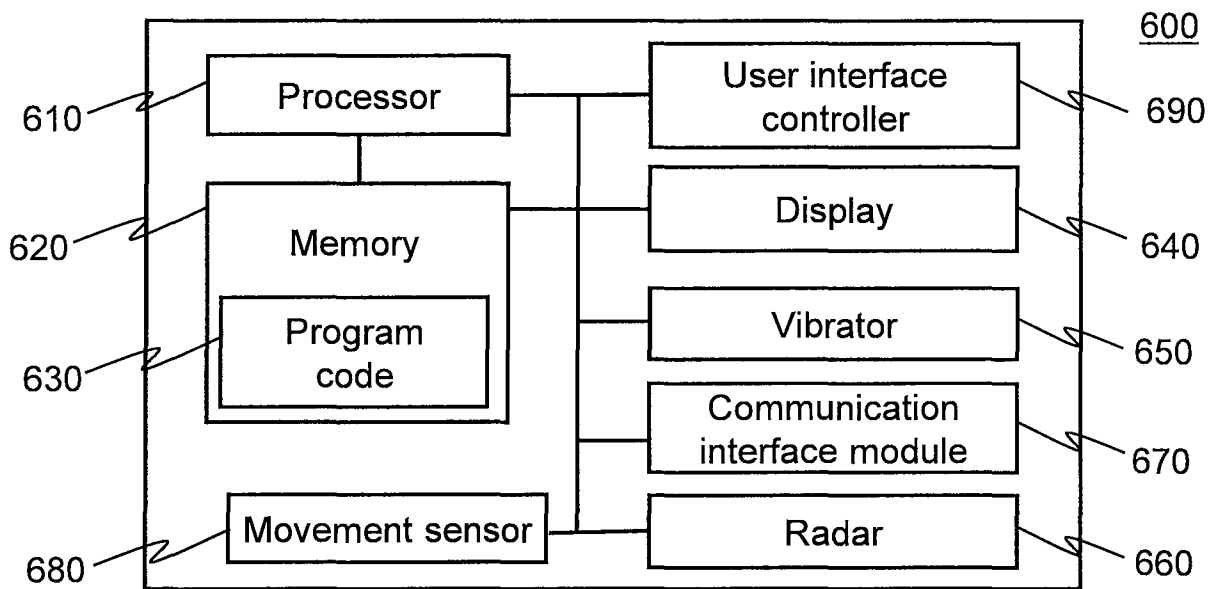 600
Processor
610
User interface
controller
690
Memory
620
Display
640
Program
code
630
Vibrator
650
Communication
interface module
670
Movement sensor
680
Radar
660